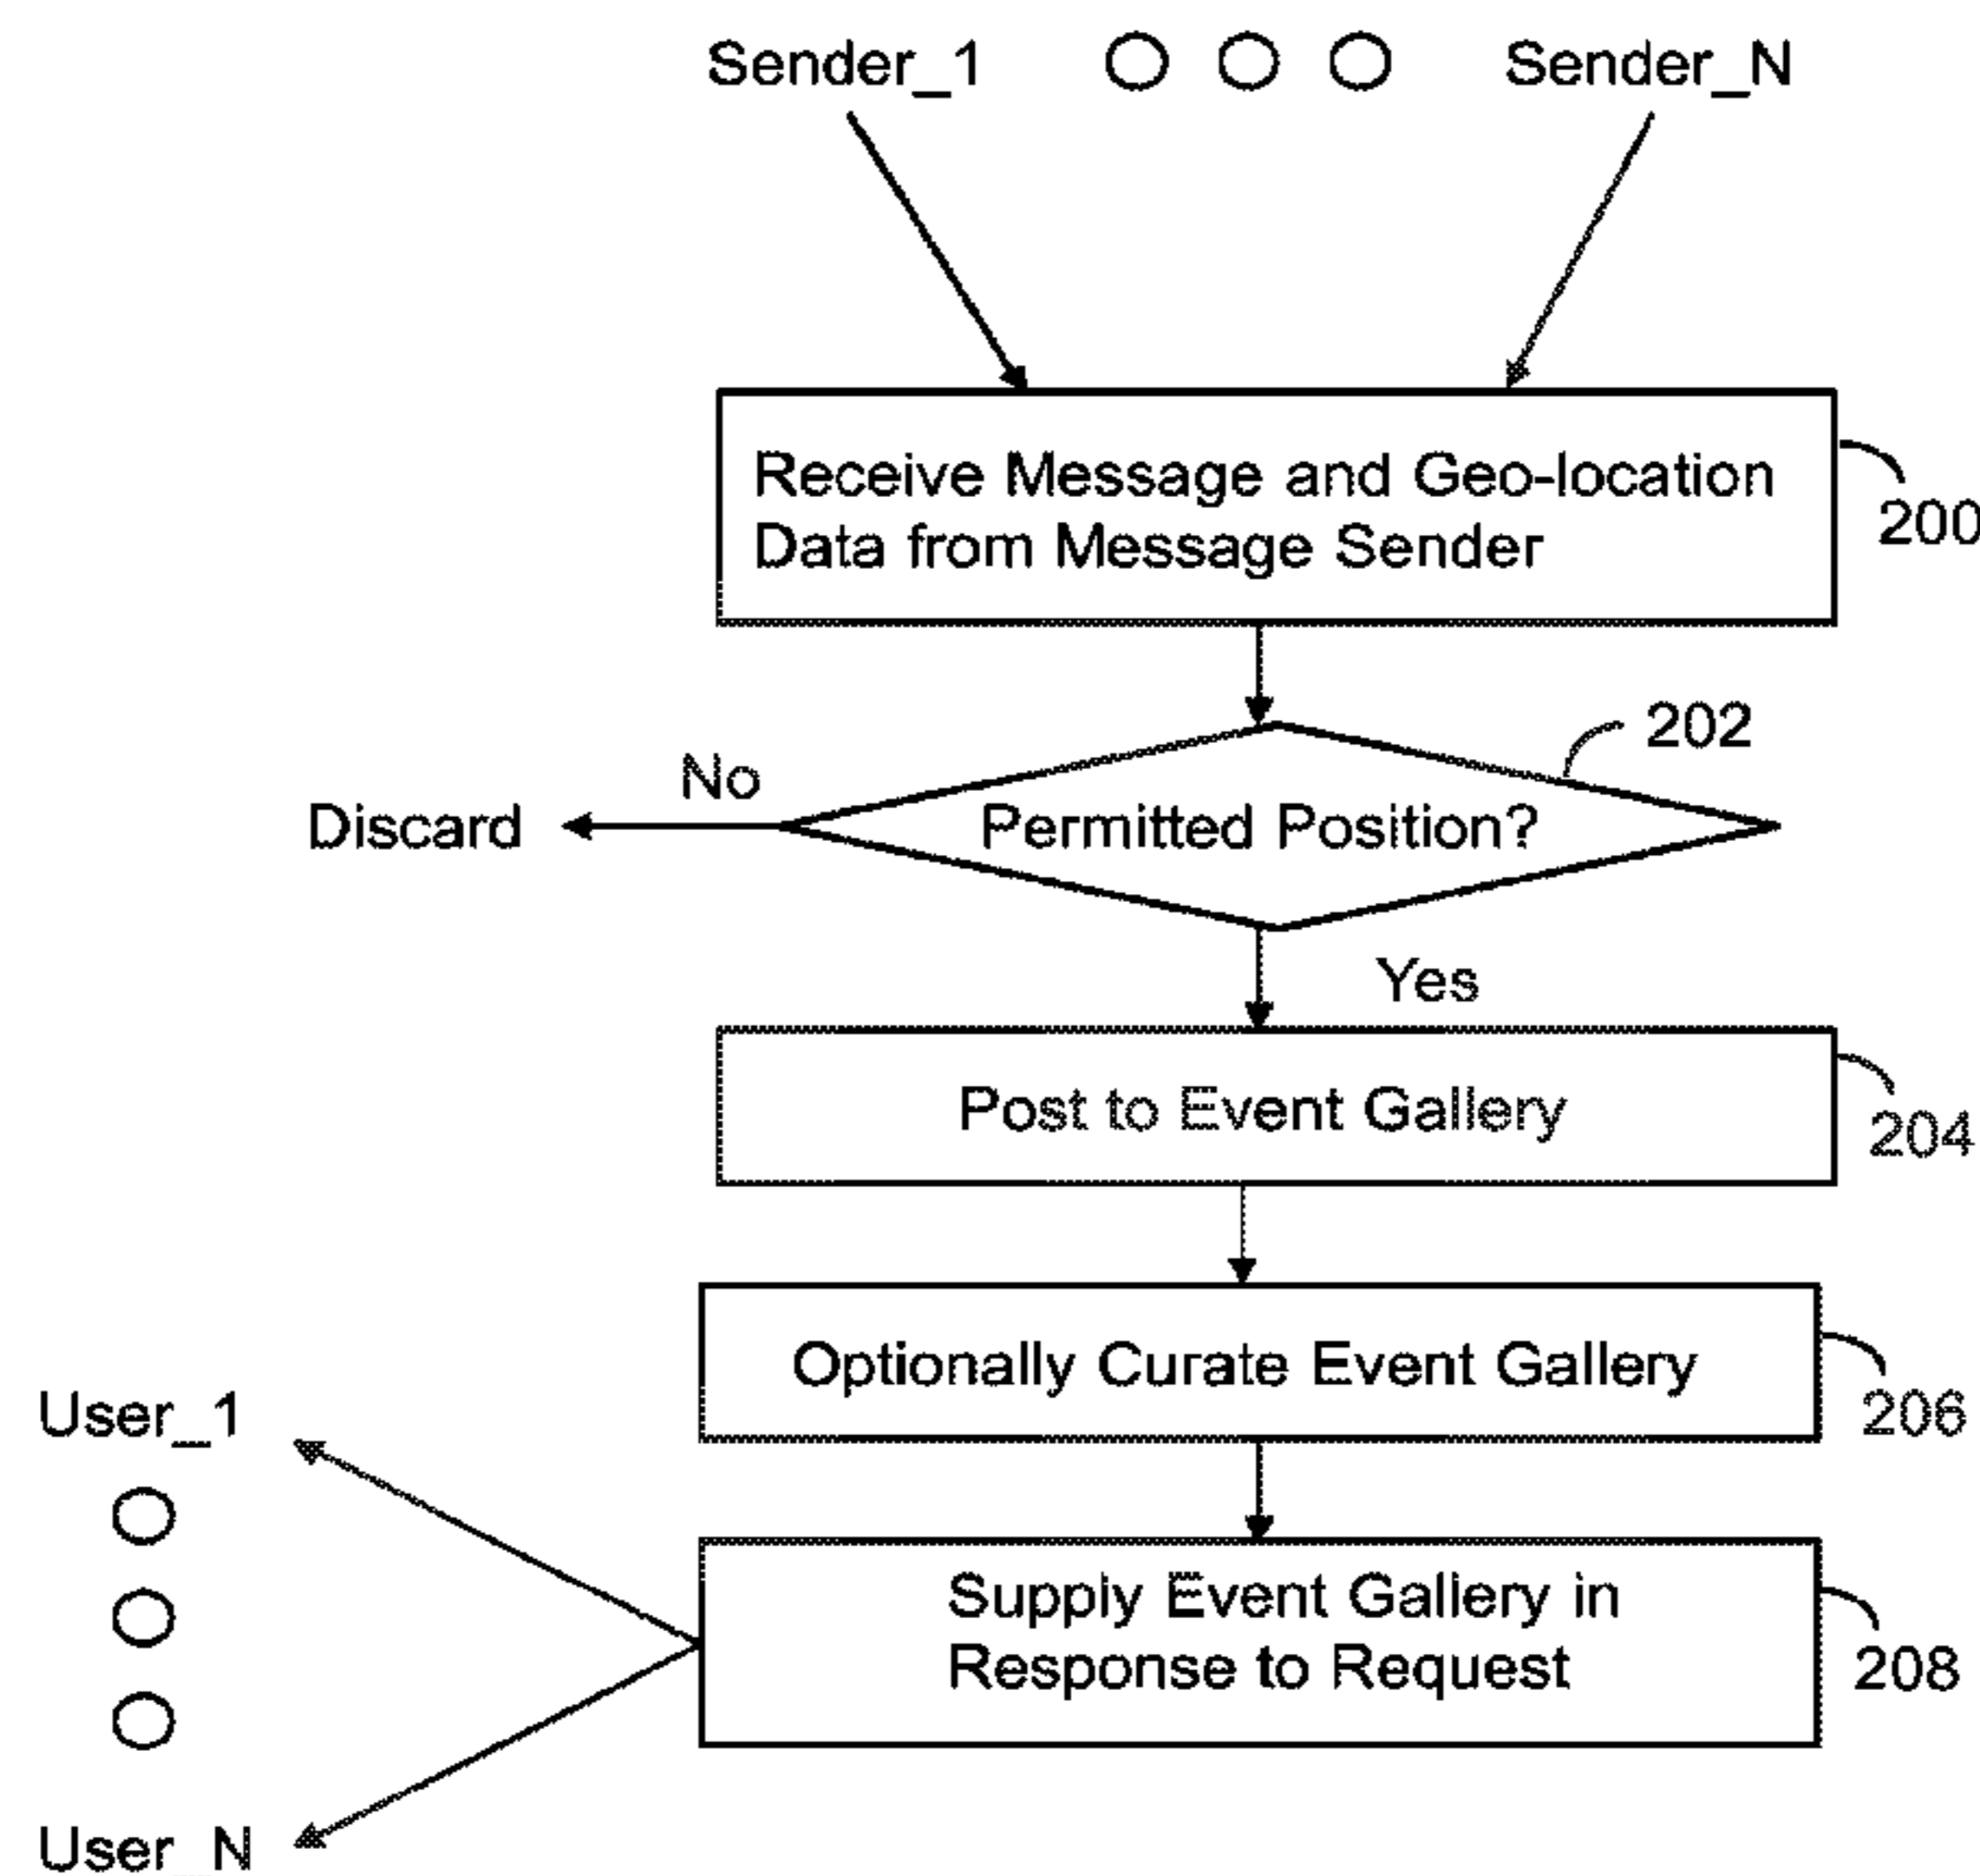 Sender_1 Sender_N
Receive Message and Geo-location
Data from Message Sender
200
202
No
Discard
Permitted Position?
Yes
Post to Event Gallery
204
Optionally Curate Event Gallery
206
User_1
Supply Event Gallery in
Response to Request
208
User_N